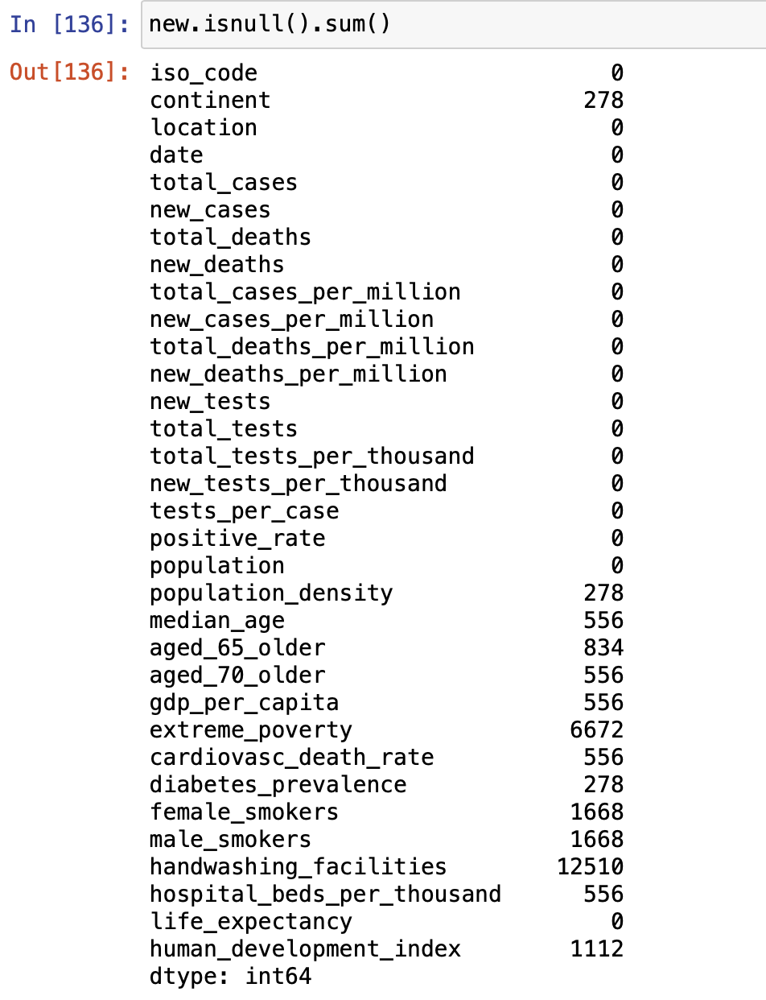 In [136]: new.isnull().sum()
Out[136]: iso_code 0
continent 278
location 0
date 0
total_cases 0
new_cases 0
total_deaths 0
new_deaths 0
total_cases_per_million 0
new_cases_per_million 0
total_deaths_per_million 0
new_deaths_per_million 0
new_tests 0
total_tests 0
total_tests_per_thousand 0
new_tests_per_thousand 0
tests_per_case 0
positive_rate 0
population 0
population_density 278
median_age 556
aged_65_older 834
aged_70_older 556
gdp_per_capita 556
extreme_poverty 6672
cardiovasc_death_rate 556
diabetes_prevalence 278
female_smokers 1668
male_smokers 1668
handwashing_facilities 12510
hospital_beds_per_thousand 556
life_expectancy 0
human_development_index 1112
dtype: int64